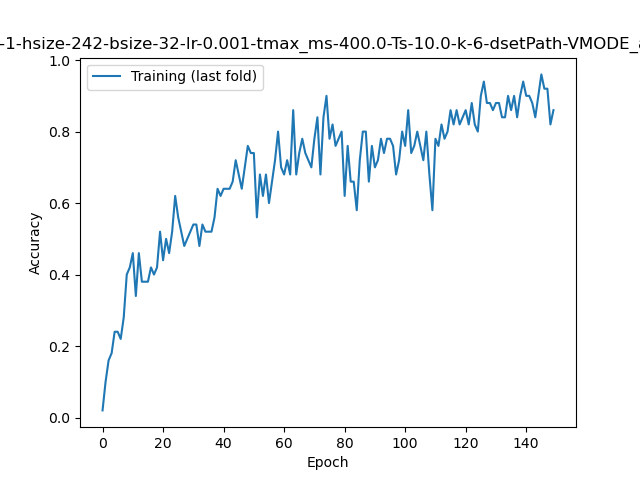 -1-hsize-242-bsize-32-lr-0.001-tmax_ms-400.0-Ts-10.0-k-6-dsetPath-VMODE_
Training (last fold)
1.0
0.8
0.6
0.4
0.2
0.0
Accuracy
0 20 40 60 80 100 120 140
Epoch